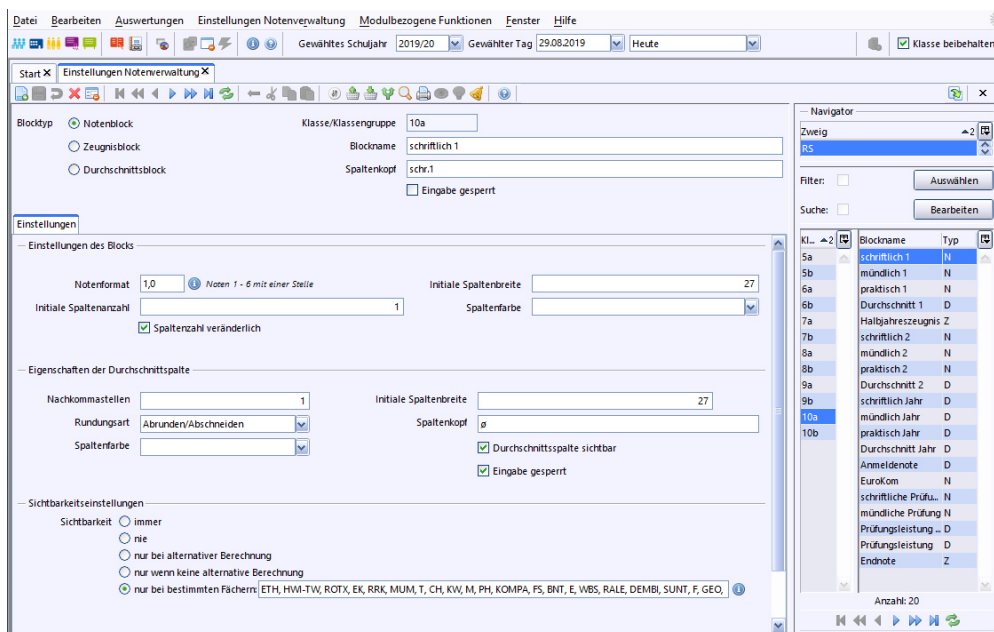 Datei Bearbeiten Auswertungen Einstellungen Notenverwaltung Modulbezogene Funktionen Fenster Hilfe
Gewähltes Schuljahr 2019/20 Gewählter Tag 29.08.2019 Heute Klasse beibehalten
Start Einstellungen Notenverwaltung
Blocktyp Notenblock Klasse/Klassengruppe 10a
Zeugnisblock Blockname schriftlich 1
Durchschnittsblock Spaltenkopf schr.1
Eingabe gesperrt
Einstellungen
Einstellungen des Blocks
Notenformat 1,0 Noten 1 - 6 mit einer Stelle Initiale Spaltenbreite 27
Initiale Spaltenanzahl 1 Spaltenfarbe
Spaltenzahl veränderlich
Eigenschaften der Durchschnittspalte
Nachkommastellen 1 Initiale Spaltenbreite 27
Rundungsart Abrunden/Abschneiden Spaltenkopf ø
Spaltenfarbe Durchschnittsspalte sichtbar
Eingabe gesperrt
Sichtbarkeitseinstellungen
Sichtbarkeit immer
nie
nur bei alternativer Berechnung
nur wenn keine alternative Berechnung
nur bei bestimmten Fächern: ETH, HWI-TW, ROTX, EK, RRK, MUM, T, CH, KW, M, PH, KOMPA, FS, BNT, E, WBS, RALE, DEMBI, SUNT, F, GEO,
Navigator
Zweig 2
RS
Filter: Auswählen
Suche: Bearbeiten
Kl... 2 Blockname Typ
5a schriftlich 1 N
5b mündlich 1 N
6a praktisch 1 N
6b Durchschnitt 1 D
7a Halbjahreszeugnis Z
7b schriftlich 2 N
8a mündlich 2 N
8b praktisch 2 N
9a Durchschnitt 2 D
9b schriftlich Jahr D
10a mündlich Jahr D
10b praktisch Jahr D
Durchschnitt Jahr D
Anmeldenote D
EuroKom N
schriftliche Prüfu... N
mündliche Prüfung N
Prüfungsleistung ... D
Prüfungsleistung D
Endnote Z
Anzahl: 20